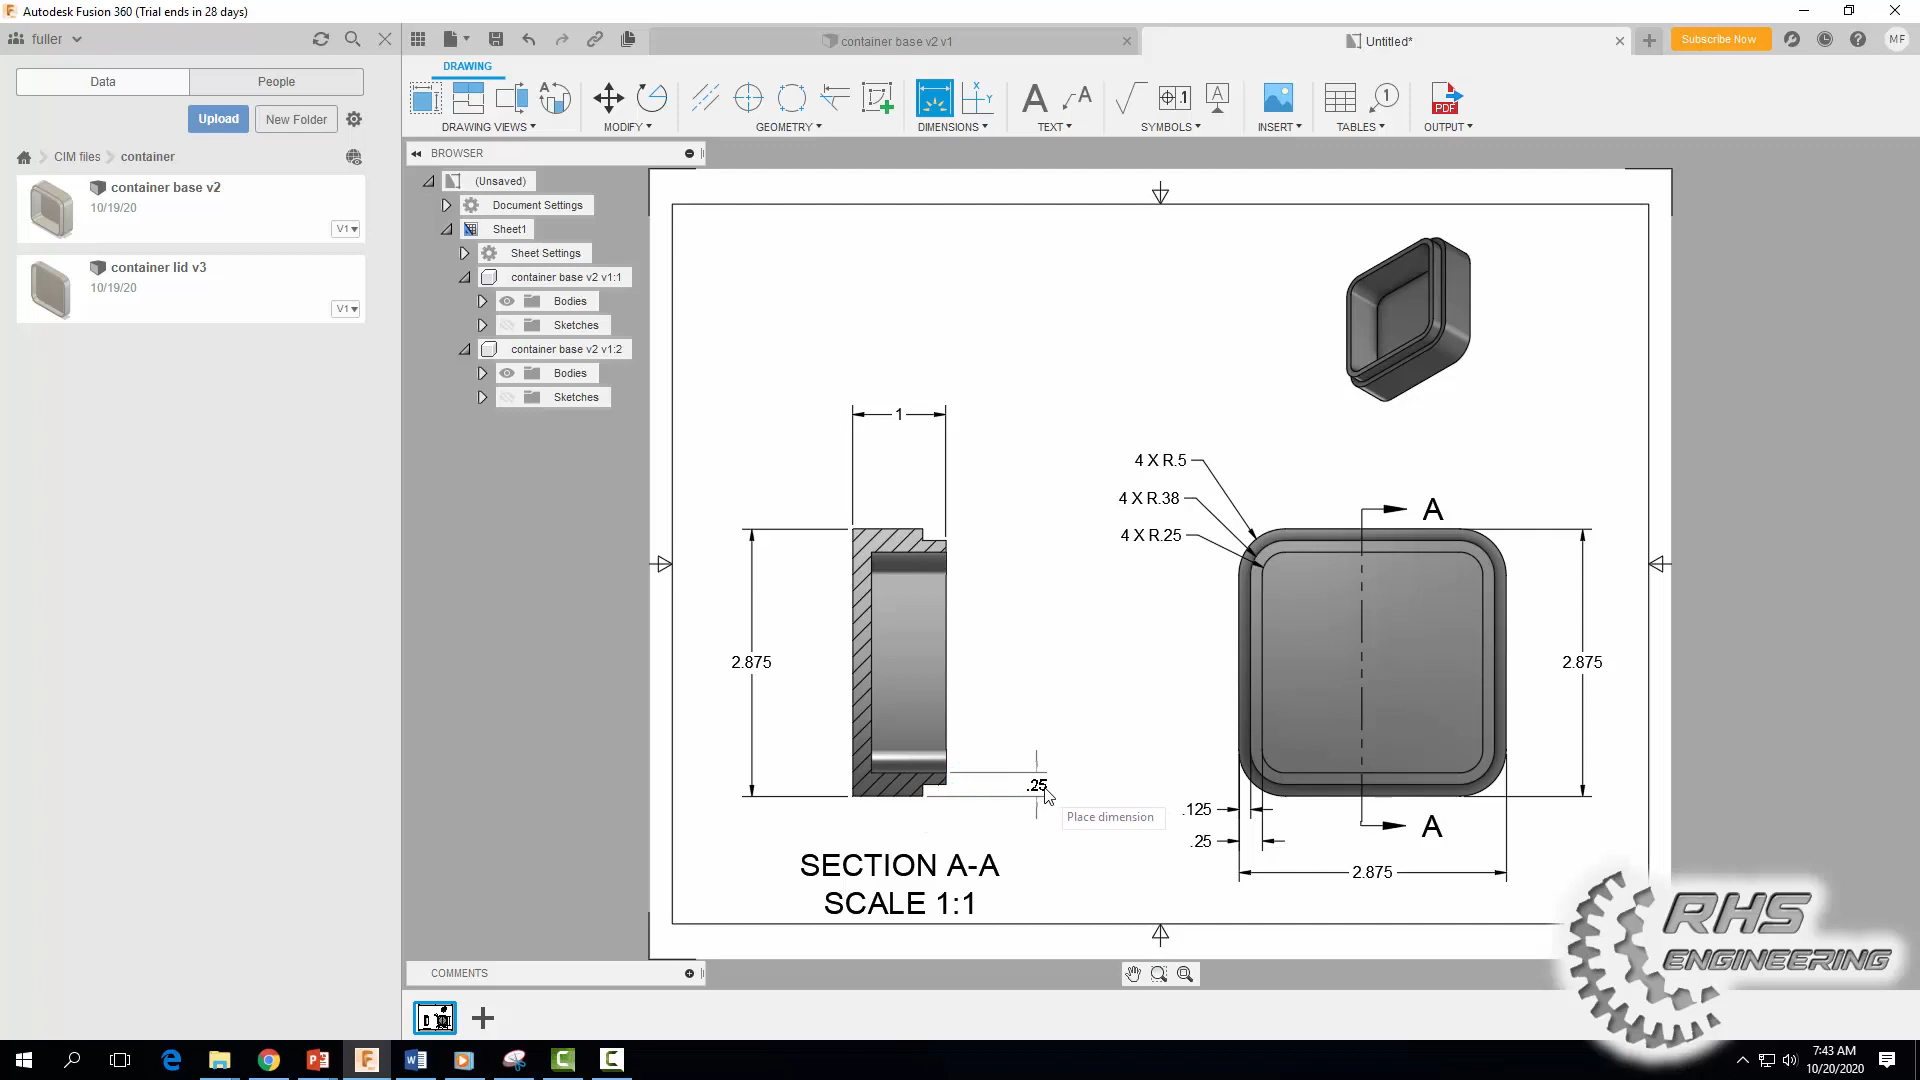 Autodesk Fusion 360 (Trial ends in 28 days)
fuller
container base v2 v1
Untitled*
Subscribe Now
MF
Data
People
DRAWING
Upload
New Folder
DRAWING VIEWS
MODIFY
GEOMETRY
DIMENSIONS
TEXT
SYMBOLS
INSERT
TABLES
OUTPUT
PDF
BROWSER
CIM files
container
container base v2
10/19/20
V1
container lid v3
10/19/20
V1
(Unsaved)
Document Settings
Sheet1
Sheet Settings
container base v2 v1:1
Bodies
Sketches
container base v2 v1:2
Bodies
Sketches
1
4 X R.5
4 X R.38
4 X R.25
A
2.875
2.875
.25
Place dimension
.125
.25
A
2.875
SECTION A-A
SCALE 1:1
RHS
ENGINEERING
COMMENTS
7:43 AM
10/20/2020